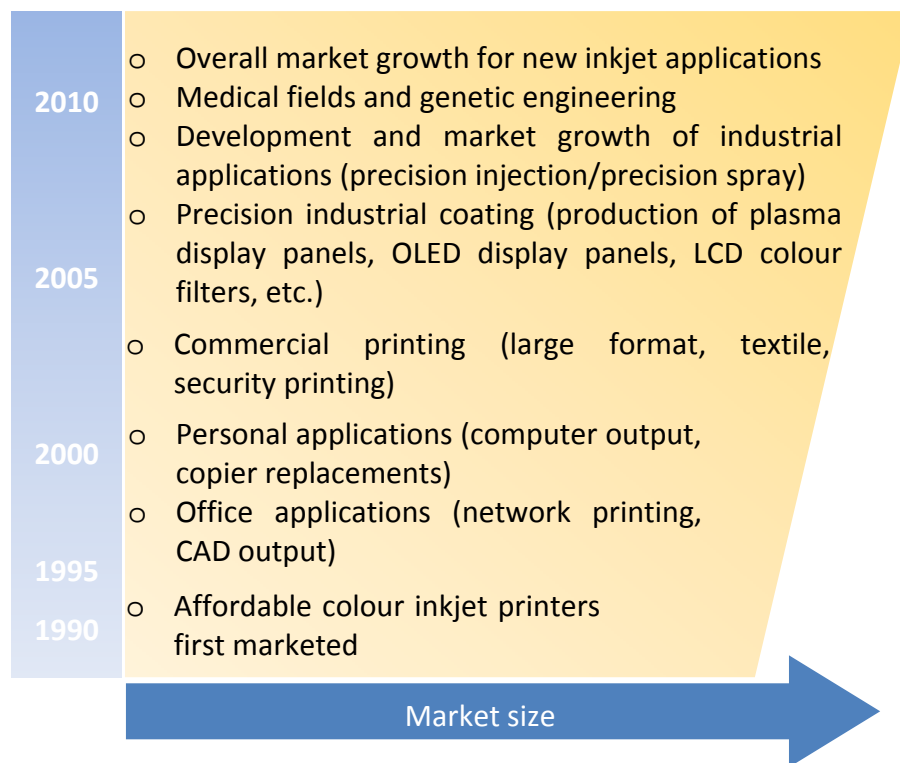 2010
o Overall market growth for new inkjet applications
o Medical fields and genetic engineering
o Development and market growth of industrial
applications (precision injection/precision spray)
o Precision industrial coating (production of plasma
display panels, OLED display panels, LCD colour
filters, etc.)
2005
o Commercial printing (large format, textile,
security printing)
2000
o Personal applications (computer output,
copier replacements)
o Office applications (network printing,
CAD output)
1995
1990
o Affordable colour inkjet printers
first marketed
Market size